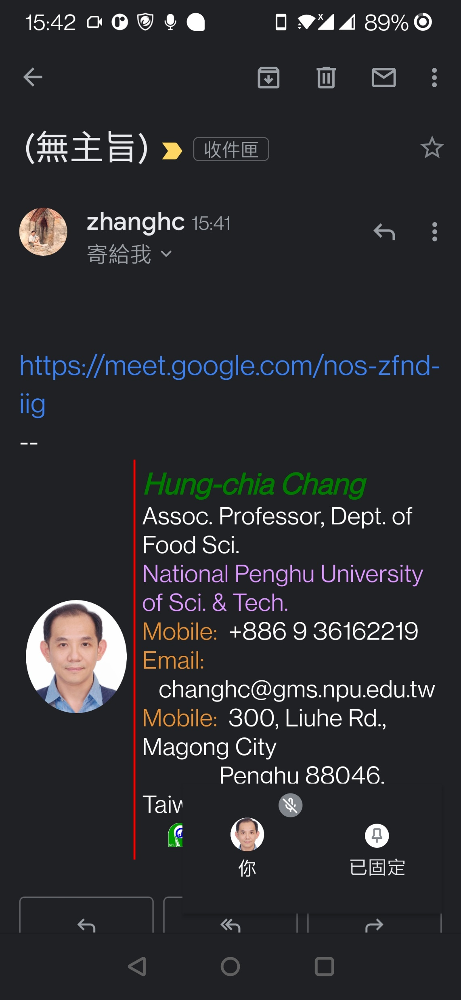 15:42
89%
(無主旨) 收件匣
zhanghc 15:41
寄給我
https://meet.google.com/nos-zfnd-
iig
--
Hung-chia Chang
Assoc. Professor, Dept. of
Food Sci.
National Penghu University
of Sci. & Tech.
Mobile: +886 9 36162219
Email:
changhc@gms.npu.edu.tw
Mobile: 300, Liuhe Rd.,
Magong City
Penghu 88046,
NPU
你
已固定